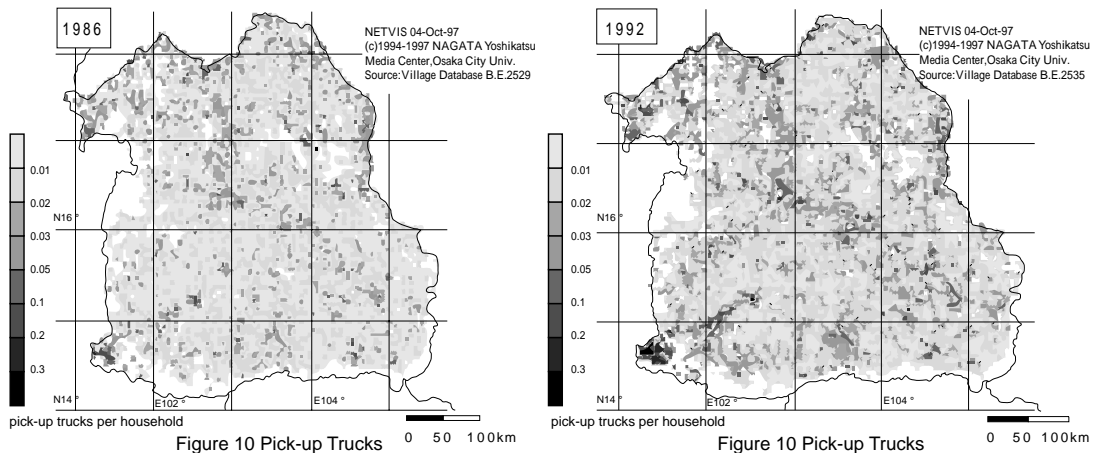 1986
NETVIS 04-Oct-97
(c)1994-1997 NAGATA Yoshikatsu
Media Center,Osaka City Univ.
Source:Village Database B.E.2529
0.01
0.02
0.03
0.05
0.1
0.2
0.3
N16 °
N14 °
E102 °
E104 °
pick-up trucks per household
0 50 100km
Figure 10 Pick-up Trucks
1992
NETVIS 04-Oct-97
(c)1994-1997 NAGATA Yoshikatsu
Media Center,Osaka City Univ.
Source:Village Database B.E.2535
0.01
0.02
0.03
0.05
0.1
0.2
0.3
N16 °
N14 °
E102 °
E104 °
pick-up trucks per household
0 50 100km
Figure 10 Pick-up Trucks